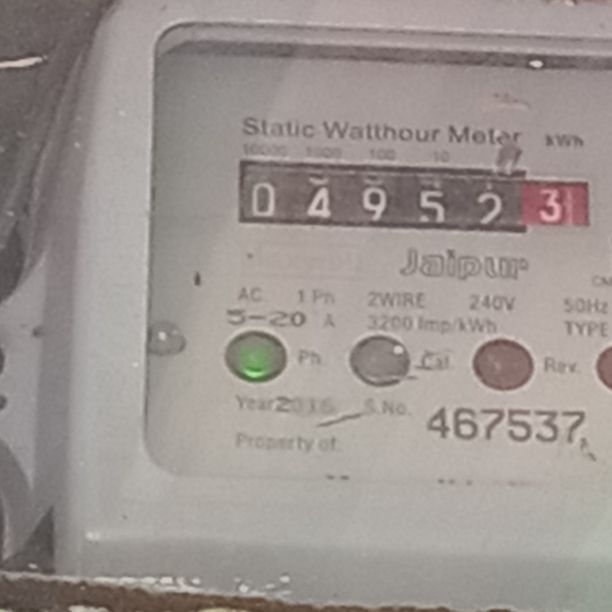 Static Watthour Meter kWh
10000 1000 100 10
0 4 9 5 2 3
Jaipur
AC 1 Ph 2WIRE 240V 50Hz
5-20 A 3200 Imp/kWh TYPE
Ph. Cal. Rev.
Year 2016 S.No. 467537
Property of: